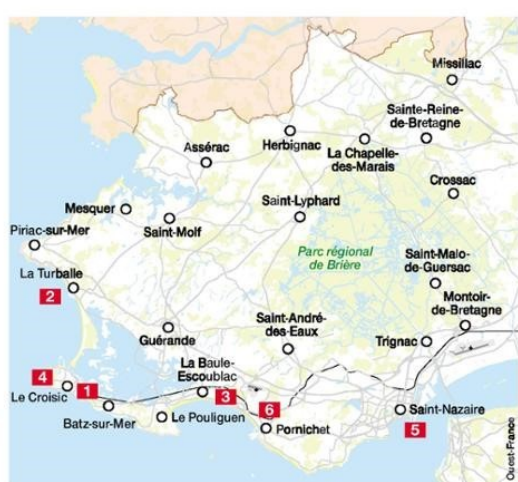 Missillac
Sainte-Reine-
de-Bretagne
Herbignac
La Chapelle-
des-Marais
Assérac
Crossac
Mesquer
Saint-Lyphard
Saint-Molf
Piriac-sur-Mer
Parc régional
de Brière
Saint-Malo-
de-Guersac
La Turballe
2
Montoir-
de-Bretagne
Saint-André-
des-Eaux
Guérande
Trignac
La Baule-
Escoublac
4
1
3
Le Croisic
6
Saint-Nazaire
Batz-sur-Mer
Le Pouliguen
Pornichet
5
Ouest-France